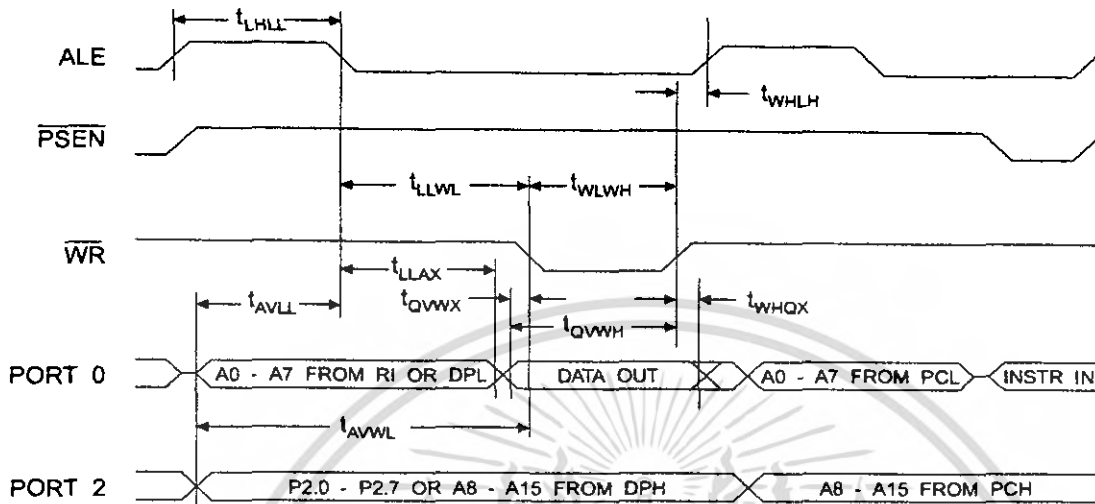 tLHLL
ALE
tWHLH
PSEN
tLLWL
tWLWH
WR
tLLAX
tAVLL
tQVWX
tWHQX
tQVWH
PORT 0
A0 - A7 FROM RI OR DPL
DATA OUT
A0 - A7 FROM PCL
INSTR IN
tAVWL
PORT 2
P2.0 - P2.7 OR A8 - A15 FROM DPH
A8 - A15 FROM PCH